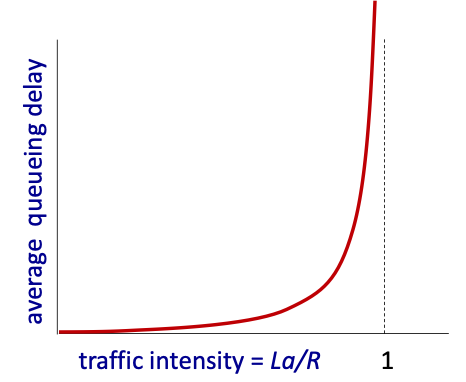 average queueing delay
traffic intensity = La/R
1